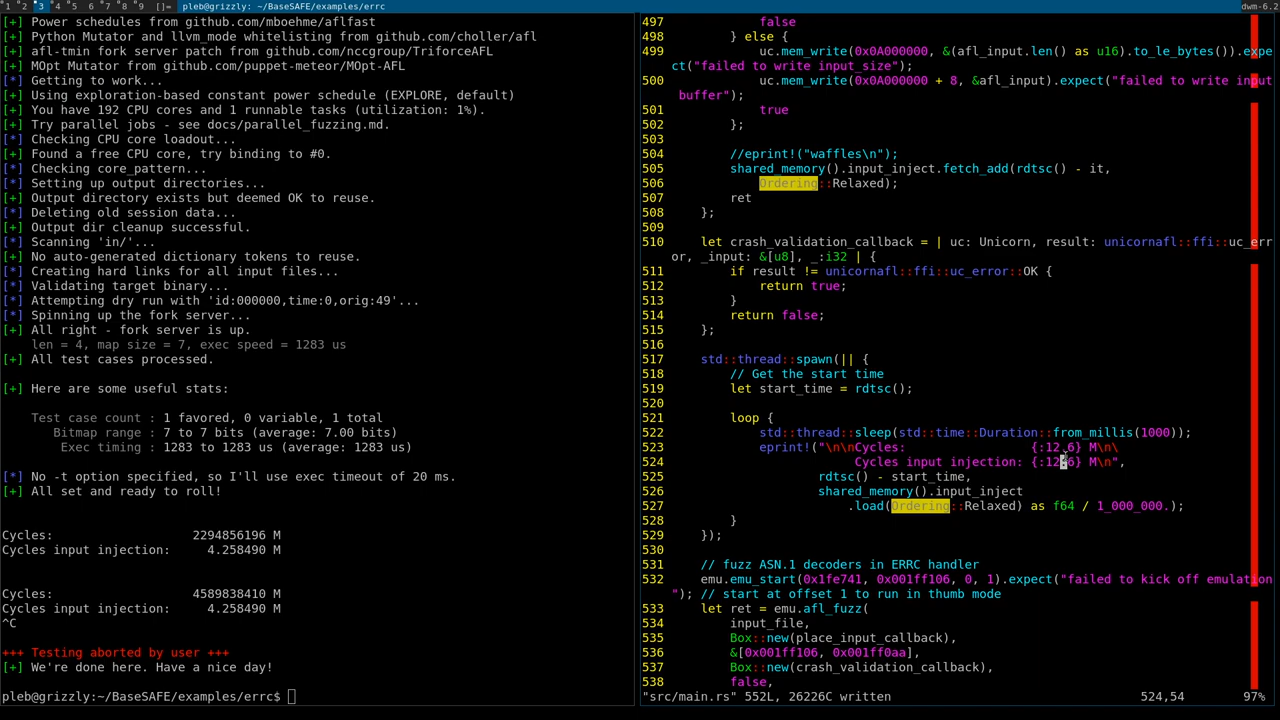 1 2 3 4 5 6 7 8 9 []= pleb@grizzly: ~/BaseSAFE/examples/errc dwm-6.2
[+] Power schedules from github.com/mboehme/aflfast
[+] Python Mutator and llvm_mode whitelisting from github.com/choller/afl
[+] afl-tmin fork server patch from github.com/nccgroup/TriforceAFL
[+] MOpt Mutator from github.com/puppet-meteor/MOpt-AFL
[*] Getting to work...
[+] Using exploration-based constant power schedule (EXPLORE, default)
[+] You have 192 CPU cores and 1 runnable tasks (utilization: 1%).
[+] Try parallel jobs - see docs/parallel_fuzzing.md.
[*] Checking CPU core loadout...
[+] Found a free CPU core, try binding to #0.
[*] Checking core_pattern...
[*] Setting up output directories...
[+] Output directory exists but deemed OK to reuse.
[*] Deleting old session data...
[+] Output dir cleanup successful.
[*] Scanning 'in/'...
[+] No auto-generated dictionary tokens to reuse.
[*] Creating hard links for all input files...
[*] Validating target binary...
[*] Attempting dry run with 'id:000000,time:0,orig:49'...
[*] Spinning up the fork server...
[+] All right - fork server is up.
    len = 4, map size = 7, exec speed = 1283 us
[+] All test cases processed.
[+] Here are some useful stats:
    Test case count : 1 favored, 0 variable, 1 total
       Bitmap range : 7 to 7 bits (average: 7.00 bits)
        Exec timing : 1283 to 1283 us (average: 1283 us)
[*] No -t option specified, so I'll use exec timeout of 20 ms.
[+] All set and ready to roll!
Cycles:                   2294856196 M
Cycles input injection:     4.258490 M
Cycles:                   4589838410 M
Cycles input injection:     4.258490 M
^C
+++ Testing aborted by user +++
[+] We're done here. Have a nice day!
pleb@grizzly:~/BaseSAFE/examples/errc$
497             false
498         } else {
499             uc.mem_write(0x0A000000, &(afl_input.len() as u16).to_le_bytes()).expe
ct("failed to write input_size");
500             uc.mem_write(0x0A000000 + 8, &afl_input).expect("failed to write input
 buffer");
501             true
502         };
503
504         //eprint!("waffles\n");
505         shared_memory().input_inject.fetch_add(rdtsc() - it,
506             Ordering::Relaxed);
507         ret
508     };
509
510     let crash_validation_callback = | uc: Unicorn, result: unicornafl::ffi::uc_err
or, _input: &[u8], _:i32 | {
511         if result != unicornafl::ffi::uc_error::OK {
512             return true;
513         }
514         return false;
515     };
516
517     std::thread::spawn(|| {
518         // Get the start time
519         let start_time = rdtsc();
520
521         loop {
522             std::thread::sleep(std::time::Duration::from_millis(1000));
523             eprint!("\n\nCycles:                 {:12.6} M\n\
524                          Cycles input injection: {:12.6} M\n",
525                     rdtsc() - start_time,
526                     shared_memory().input_inject
527                         .load(Ordering::Relaxed) as f64 / 1_000_000.);
528         }
529     });
530
531     // fuzz ASN.1 decoders in ERRC handler
532     emu.emu_start(0x1fe741, 0x001ff106, 0, 1).expect("failed to kick off emulation
"); // start at offset 1 to run in thumb mode
533     let ret = emu.afl_fuzz(
534         input_file,
535         Box::new(place_input_callback),
536         &[0x001ff106, 0x001ff0aa],
537         Box::new(crash_validation_callback),
538         false,
"src/main.rs" 552L, 26226C written 524,54 97%